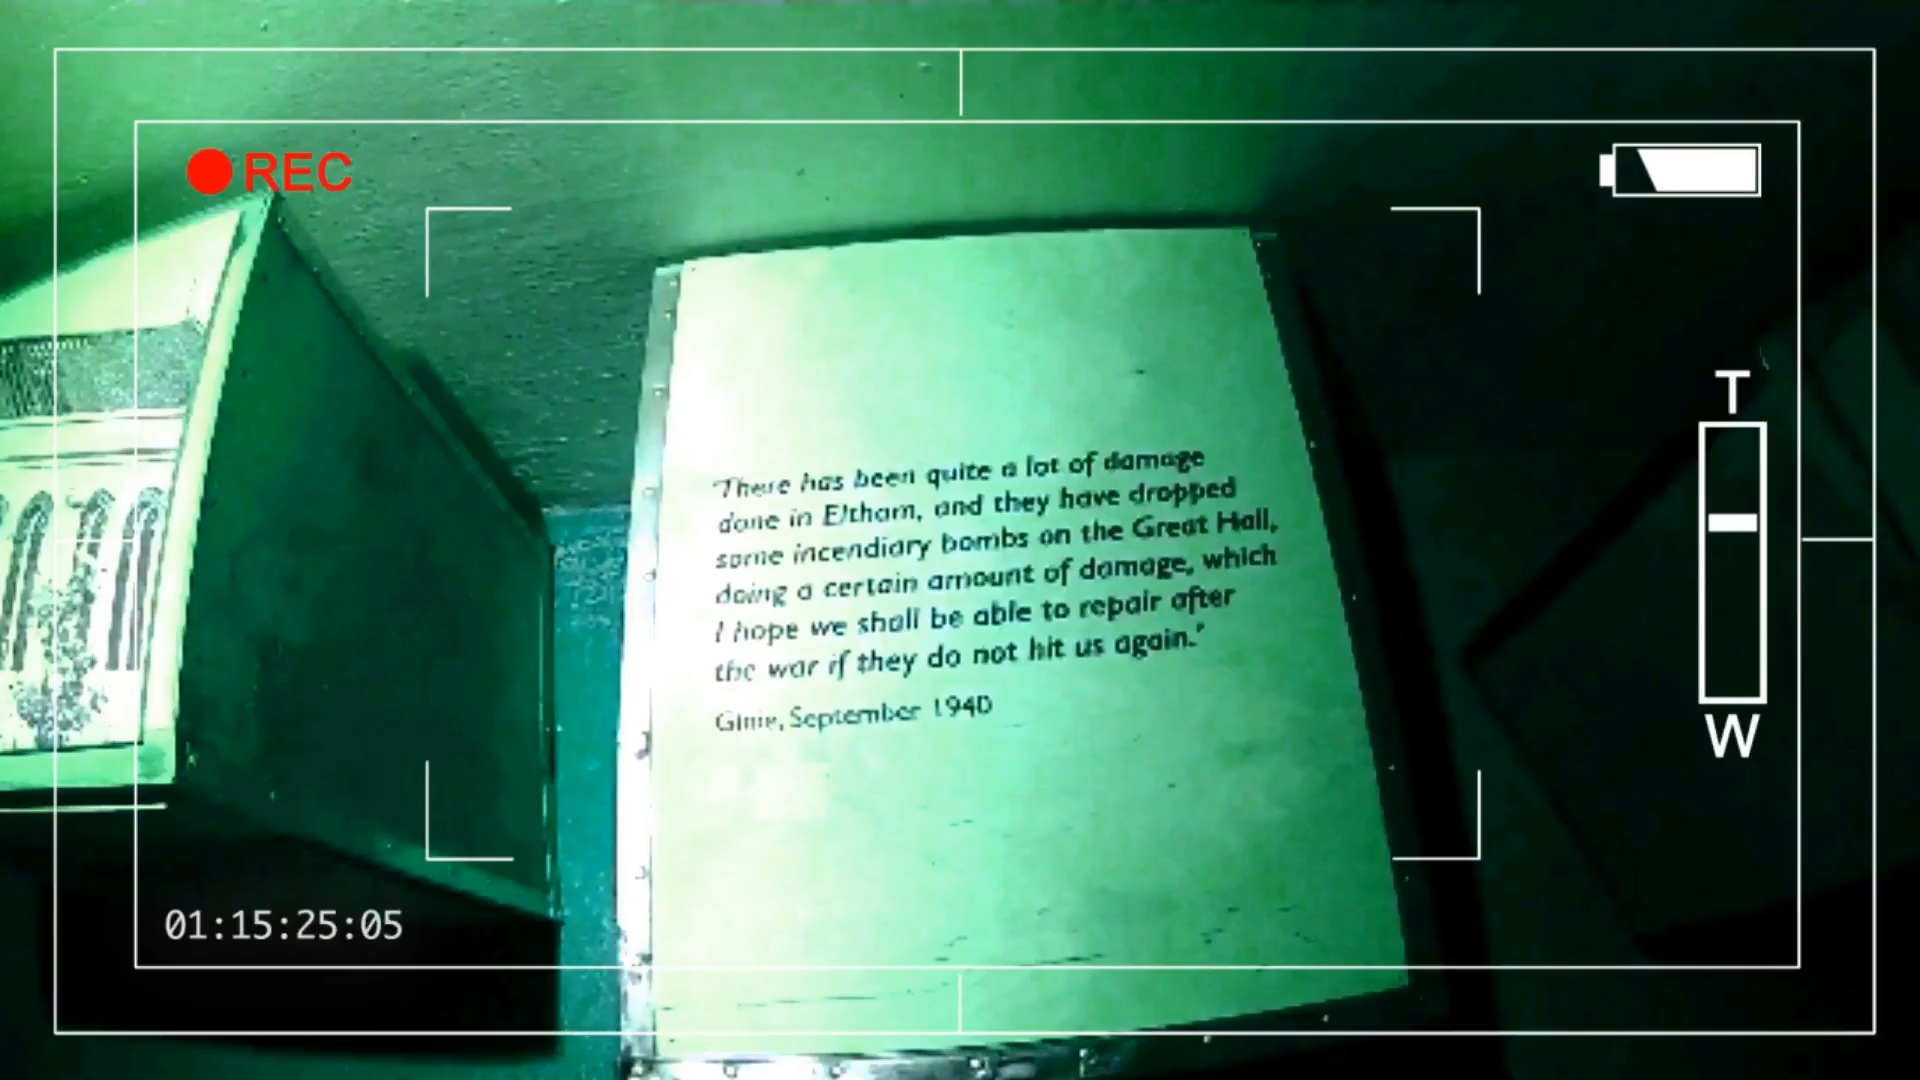 REC
T
W
'There has been quite a lot of damage
done in Eltham, and they have dropped
some incendiary bombs on the Great Hall,
doing a certain amount of damage, which
I hope we shall be able to repair after
the war if they do not hit us again.'
Ginie, September 1940
01:15:25:05